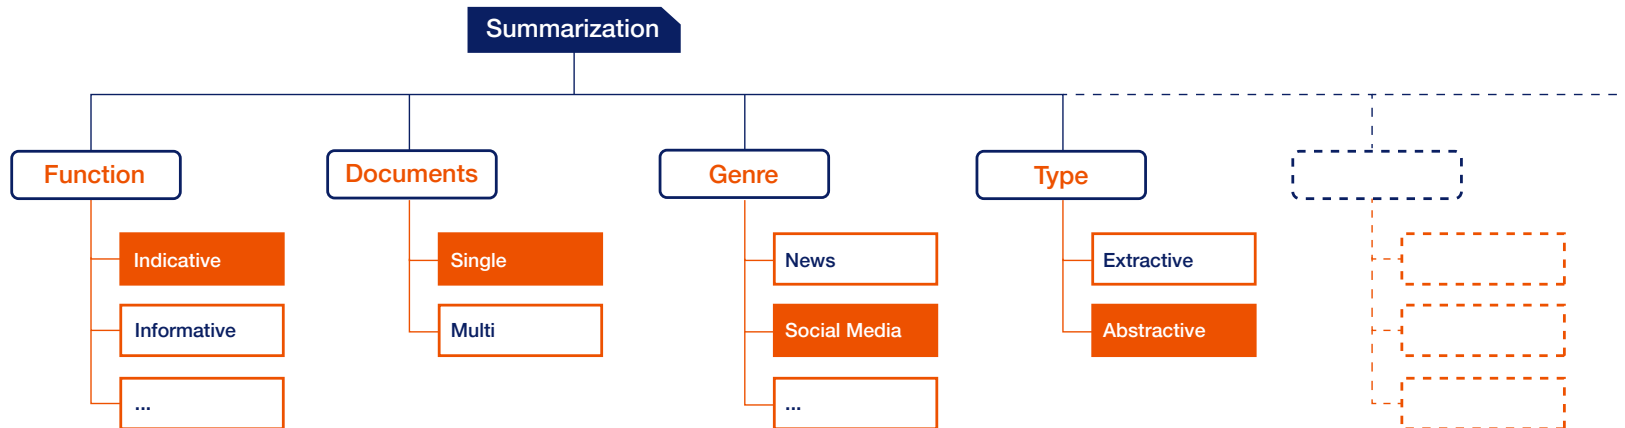 Summarization
Function
Documents
Genre
Type
Indicative
Single
News
Extractive
Informative
Multi
Social Media
Abstractive
...
...